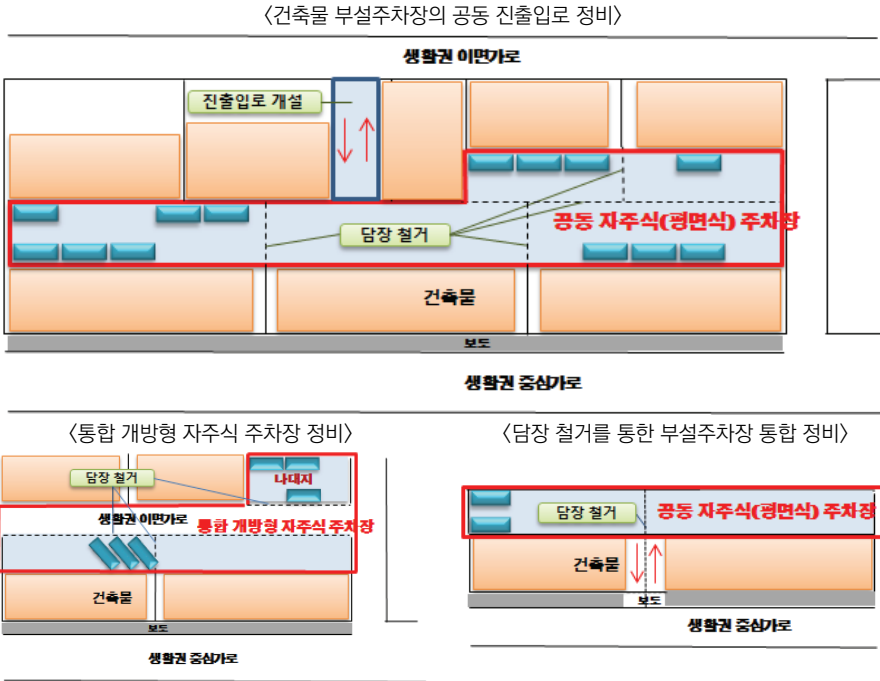 〈건축물 부설주차장의 공동 진출입로 정비〉
생활권 이면가로
진출입로 개설
담장 철거
공동 자주식(평면식) 주차장
건축물
보도
생활권 중심가로
〈통합 개방형 자주식 주차장 정비〉
담장 철거
나대지
생활권 이면가로
통합 개방형 자주식 주차장
건축물
보도
생활권 중심가로
〈담장 철거를 통한 부설주차장 통합 정비〉
담장 철거
공동 자주식(평면식) 주차장
건축물
보도
생활권 중심가로